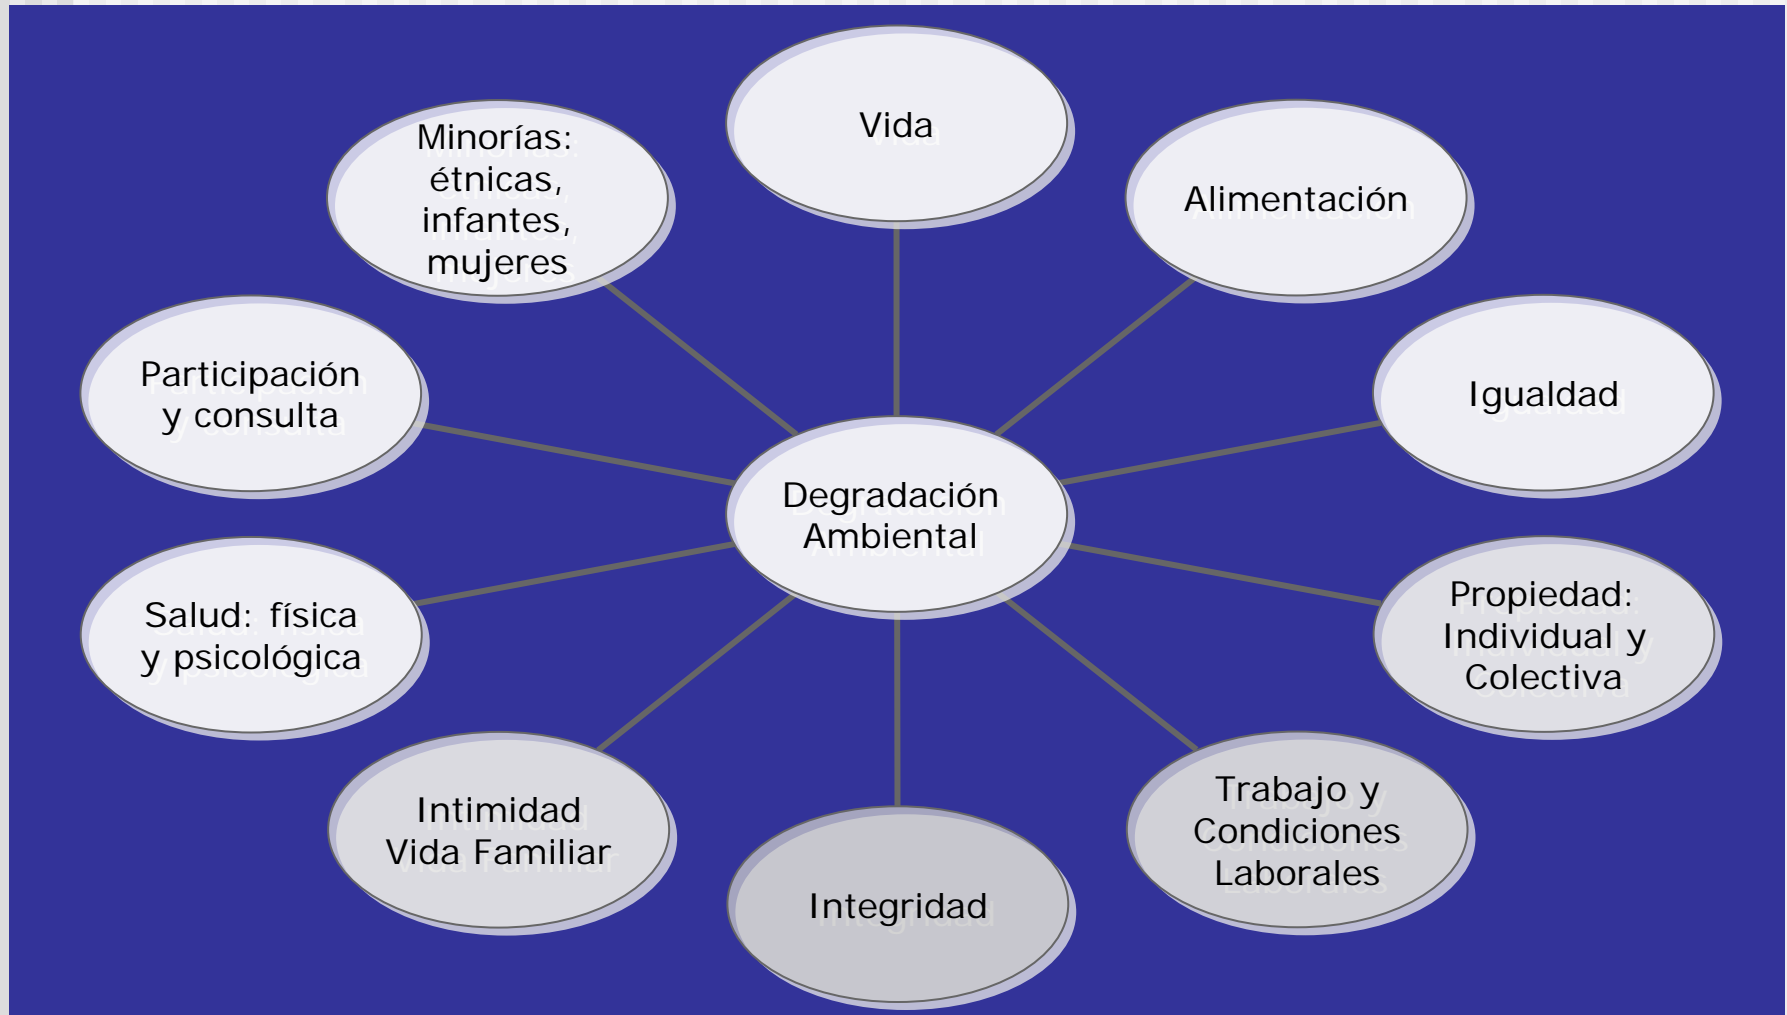 Vida
Alimentación
Igualdad
Propiedad:
Individual y
Colectiva
Trabajo y
Condiciones
Laborales
Integridad
Intimidad
Vida Familiar
Salud: física
y psicológica
Participación
y consulta
Minorías:
étnicas,
infantes,
mujeres
Degradación
Ambiental